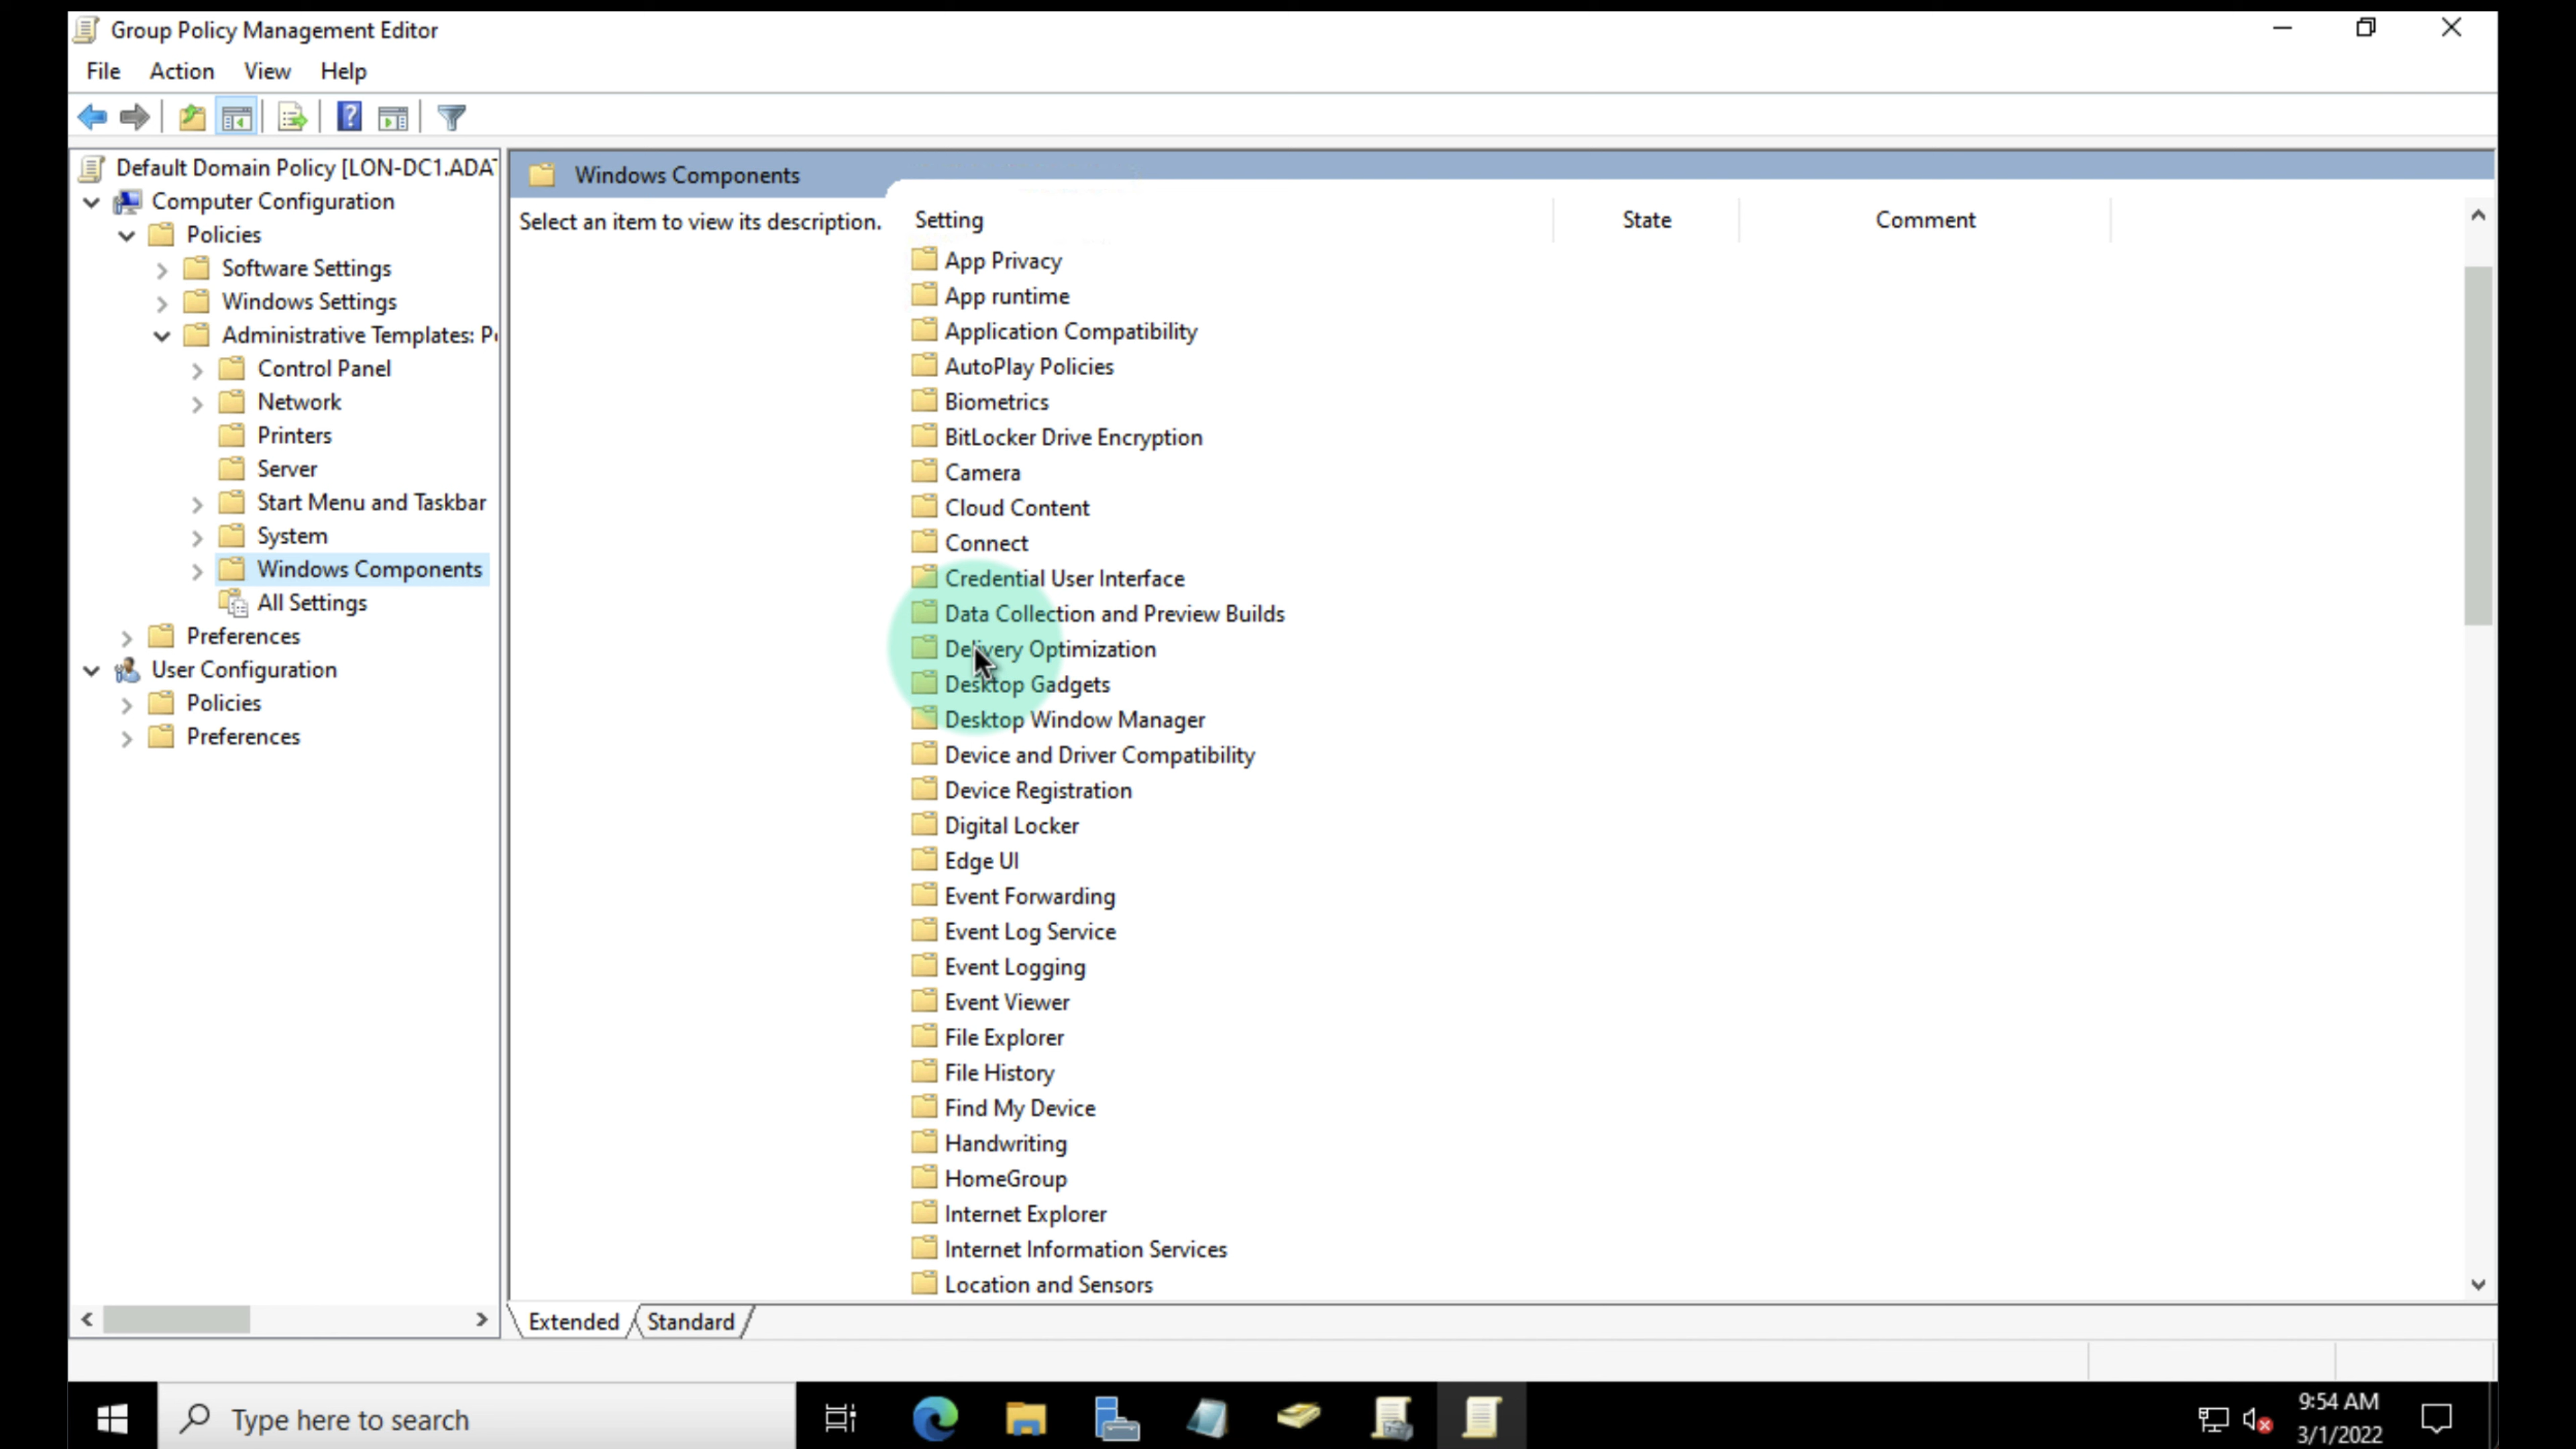 Group Policy Management Editor
File Action View Help
Default Domain Policy [LON-DC1.ADAT
Computer Configuration
Policies
Software Settings
Windows Settings
Administrative Templates: Po
Control Panel
Network
Printers
Server
Start Menu and Taskbar
System
Windows Components
All Settings
Preferences
User Configuration
Policies
Preferences
Windows Components
Select an item to view its description.
Setting State Comment
App Privacy
App runtime
Application Compatibility
AutoPlay Policies
Biometrics
BitLocker Drive Encryption
Camera
Cloud Content
Connect
Credential User Interface
Data Collection and Preview Builds
Delivery Optimization
Desktop Gadgets
Desktop Window Manager
Device and Driver Compatibility
Device Registration
Digital Locker
Edge UI
Event Forwarding
Event Log Service
Event Logging
Event Viewer
File Explorer
File History
Find My Device
Handwriting
HomeGroup
Internet Explorer
Internet Information Services
Location and Sensors
Extended Standard
Type here to search
9:54 AM
3/1/2022